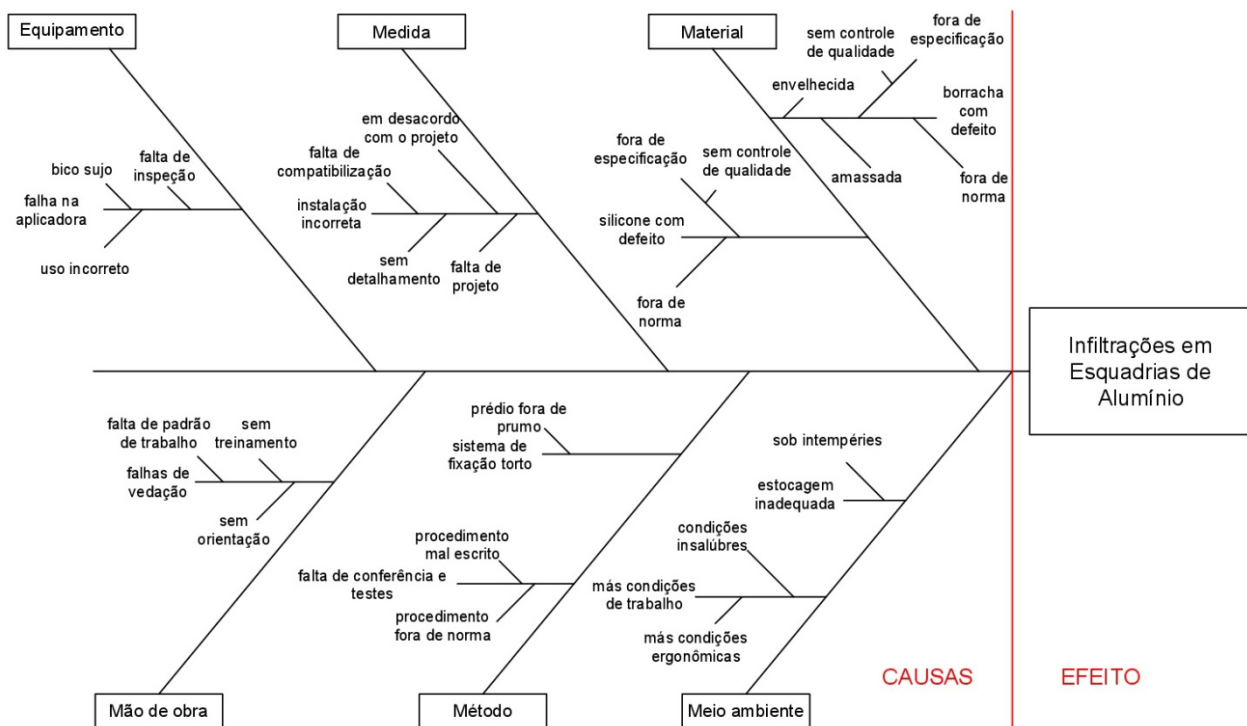 Equipamento
Medida
Material
bico sujo
falta de
inspeção
falha na
aplicadora
uso incorreto
em desacordo
com o projeto
falta de
compatibilização
instalação
incorreta
sem
detalhamento
falta de
projeto
sem controle
de qualidade
fora de
especificação
envelhecida
borracha
com
defeito
amassada
fora de
norma
fora de
especificação
sem controle
de qualidade
silicone com
defeito
fora de
norma
Infiltrações em
Esquadrias de
Alumínio
falta de padrão
de trabalho
sem
treinamento
falhas de
vedação
sem
orientação
prédio fora de
prumo
sistema de
fixação torto
procedimento
mal escrito
falta de conferência e
testes
procedimento
fora de norma
sob intempéries
estocagem
inadequada
condições
insalúbres
más condições
de trabalho
más condições
ergonômicas
CAUSAS
EFEITO
Mão de obra
Método
Meio ambiente